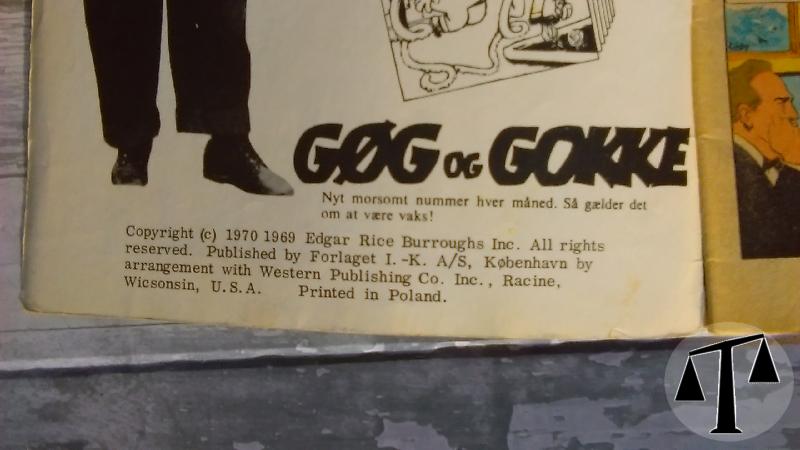 GØG OG GOKKE
Nyt morsomt nummer hver måned. Så gælder det
om at være vaks!
Copyright (c) 1970 1969 Edgar Rice Burroughs Inc. All rights
reserved. Published by Forlaget I.-K. A/S, København by
arrangement with Western Publishing Co. Inc., Racine,
Wicsonsin, U.S.A. Printed in Poland.